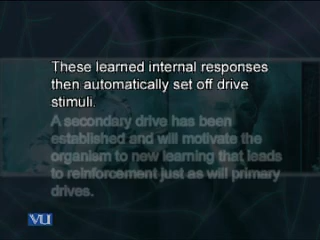 These learned internal responses
then automatically set off drive
stimuli.
A secondary drive has been
established and will motivate the
organism to new learning that leads
to reinforcement just as will primary
drives.
VU